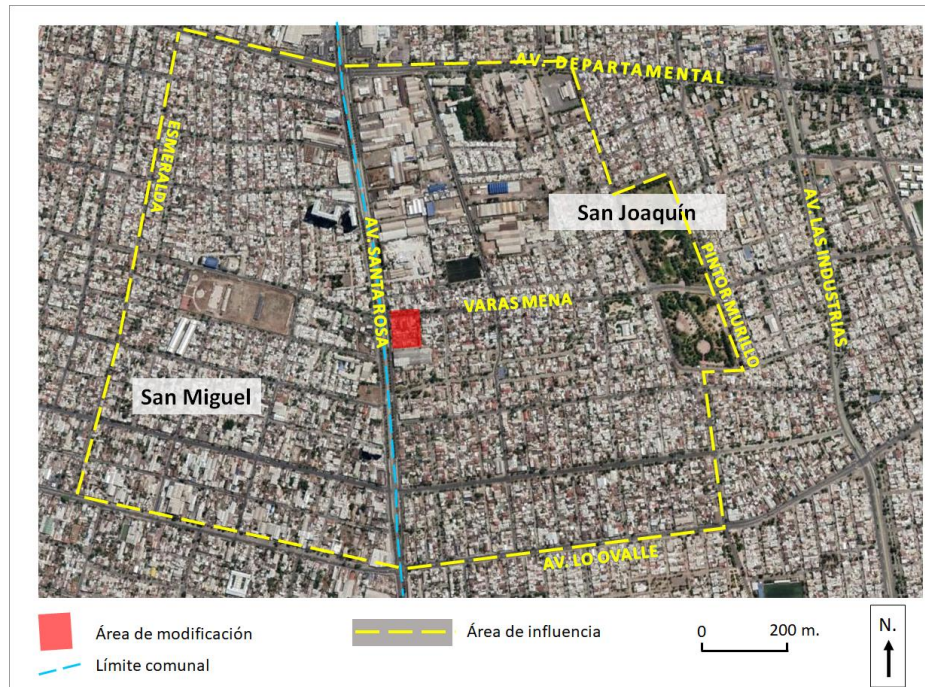 AV. DEPARTAMENTAL
ESMERALDA
San Joaquín
AV. LAS INDUSTRIAS
AV. SANTA ROSA
PINTOR MURILLO
VARAS MENA
San Miguel
AV. LO OVALLE
Área de modificación
Área de influencia
0 200 m.
N.
Límite comunal